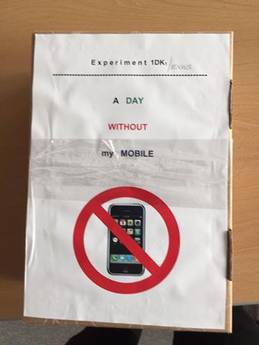 Experiment 1DK,
A DAY
WITHOUT
my MOBILE